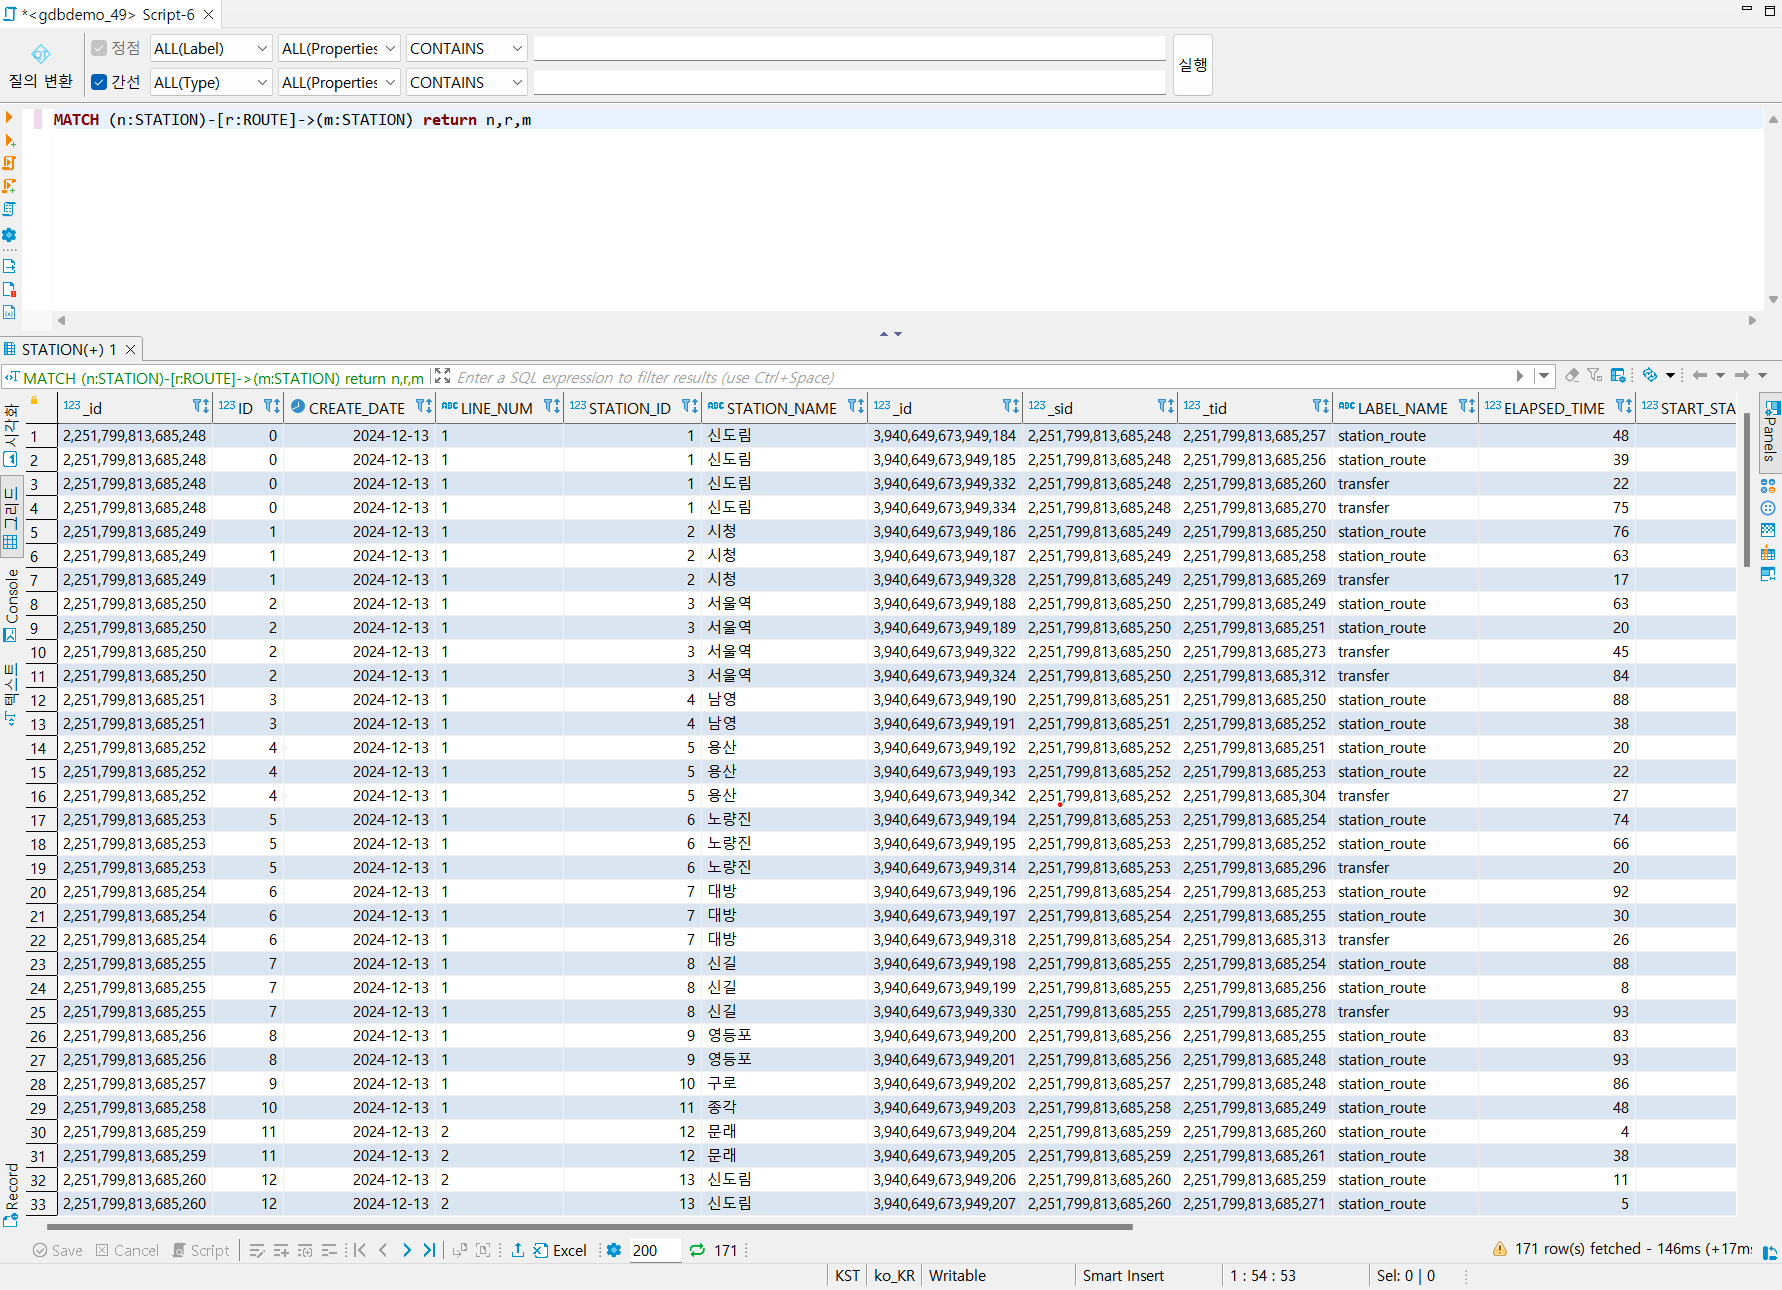 *<gdbdemo_49> Script-6
질의 변환
정점 ALL(Label) ALL(Properties CONTAINS
간선 ALL(Type) ALL(Properties CONTAINS
실행
MATCH (n:STATION)-[r:ROUTE]->(m:STATION) return n,r,m
STATION(+) 1
MATCH (n:STATION)-[r:ROUTE]->(m:STATION) return n,r,m Enter a SQL expression to filter results (use Ctrl+Space)
시각화
그리드
Console
텍스트
Record
Panels
123 _id 123 ID CREATE_DATE ABC LINE_NUM 123 STATION_ID ABC STATION_NAME 123 _id 123 _sid 123 _tid ABC LABEL_NAME 123 ELAPSED_TIME 123 START_STA
1 2,251,799,813,685,248 0 2024-12-13 1 1 신도림 3,940,649,673,949,184 2,251,799,813,685,248 2,251,799,813,685,257 station_route 48
2 2,251,799,813,685,248 0 2024-12-13 1 1 신도림 3,940,649,673,949,185 2,251,799,813,685,248 2,251,799,813,685,256 station_route 39
3 2,251,799,813,685,248 0 2024-12-13 1 1 신도림 3,940,649,673,949,332 2,251,799,813,685,248 2,251,799,813,685,260 transfer 22
4 2,251,799,813,685,248 0 2024-12-13 1 1 신도림 3,940,649,673,949,334 2,251,799,813,685,248 2,251,799,813,685,270 transfer 75
5 2,251,799,813,685,249 1 2024-12-13 1 2 시청 3,940,649,673,949,186 2,251,799,813,685,249 2,251,799,813,685,250 station_route 76
6 2,251,799,813,685,249 1 2024-12-13 1 2 시청 3,940,649,673,949,187 2,251,799,813,685,249 2,251,799,813,685,258 station_route 63
7 2,251,799,813,685,249 1 2024-12-13 1 2 시청 3,940,649,673,949,328 2,251,799,813,685,249 2,251,799,813,685,269 transfer 17
8 2,251,799,813,685,250 2 2024-12-13 1 3 서울역 3,940,649,673,949,188 2,251,799,813,685,250 2,251,799,813,685,249 station_route 63
9 2,251,799,813,685,250 2 2024-12-13 1 3 서울역 3,940,649,673,949,189 2,251,799,813,685,250 2,251,799,813,685,251 station_route 20
10 2,251,799,813,685,250 2 2024-12-13 1 3 서울역 3,940,649,673,949,322 2,251,799,813,685,250 2,251,799,813,685,273 transfer 45
11 2,251,799,813,685,250 2 2024-12-13 1 3 서울역 3,940,649,673,949,324 2,251,799,813,685,250 2,251,799,813,685,312 transfer 84
12 2,251,799,813,685,251 3 2024-12-13 1 4 남영 3,940,649,673,949,190 2,251,799,813,685,251 2,251,799,813,685,250 station_route 88
13 2,251,799,813,685,251 3 2024-12-13 1 4 남영 3,940,649,673,949,191 2,251,799,813,685,251 2,251,799,813,685,252 station_route 38
14 2,251,799,813,685,252 4 2024-12-13 1 5 용산 3,940,649,673,949,192 2,251,799,813,685,252 2,251,799,813,685,251 station_route 20
15 2,251,799,813,685,252 4 2024-12-13 1 5 용산 3,940,649,673,949,193 2,251,799,813,685,252 2,251,799,813,685,253 station_route 22
16 2,251,799,813,685,252 4 2024-12-13 1 5 용산 3,940,649,673,949,342 2,251,799,813,685,252 2,251,799,813,685,304 transfer 27
17 2,251,799,813,685,253 5 2024-12-13 1 6 노량진 3,940,649,673,949,194 2,251,799,813,685,253 2,251,799,813,685,254 station_route 74
18 2,251,799,813,685,253 5 2024-12-13 1 6 노량진 3,940,649,673,949,195 2,251,799,813,685,253 2,251,799,813,685,252 station_route 66
19 2,251,799,813,685,253 5 2024-12-13 1 6 노량진 3,940,649,673,949,314 2,251,799,813,685,253 2,251,799,813,685,296 transfer 20
20 2,251,799,813,685,254 6 2024-12-13 1 7 대방 3,940,649,673,949,196 2,251,799,813,685,254 2,251,799,813,685,253 station_route 92
21 2,251,799,813,685,254 6 2024-12-13 1 7 대방 3,940,649,673,949,197 2,251,799,813,685,254 2,251,799,813,685,255 station_route 30
22 2,251,799,813,685,254 6 2024-12-13 1 7 대방 3,940,649,673,949,318 2,251,799,813,685,254 2,251,799,813,685,313 transfer 26
23 2,251,799,813,685,255 7 2024-12-13 1 8 신길 3,940,649,673,949,198 2,251,799,813,685,255 2,251,799,813,685,254 station_route 88
24 2,251,799,813,685,255 7 2024-12-13 1 8 신길 3,940,649,673,949,199 2,251,799,813,685,255 2,251,799,813,685,256 station_route 8
25 2,251,799,813,685,255 7 2024-12-13 1 8 신길 3,940,649,673,949,330 2,251,799,813,685,255 2,251,799,813,685,278 transfer 93
26 2,251,799,813,685,256 8 2024-12-13 1 9 영등포 3,940,649,673,949,200 2,251,799,813,685,256 2,251,799,813,685,255 station_route 83
27 2,251,799,813,685,256 8 2024-12-13 1 9 영등포 3,940,649,673,949,201 2,251,799,813,685,256 2,251,799,813,685,248 station_route 93
28 2,251,799,813,685,257 9 2024-12-13 1 10 구로 3,940,649,673,949,202 2,251,799,813,685,257 2,251,799,813,685,248 station_route 86
29 2,251,799,813,685,258 10 2024-12-13 1 11 종각 3,940,649,673,949,203 2,251,799,813,685,258 2,251,799,813,685,249 station_route 48
30 2,251,799,813,685,259 11 2024-12-13 2 12 문래 3,940,649,673,949,204 2,251,799,813,685,259 2,251,799,813,685,260 station_route 4
31 2,251,799,813,685,259 11 2024-12-13 2 12 문래 3,940,649,673,949,205 2,251,799,813,685,259 2,251,799,813,685,261 station_route 38
32 2,251,799,813,685,260 12 2024-12-13 2 13 신도림 3,940,649,673,949,206 2,251,799,813,685,260 2,251,799,813,685,259 station_route 11
33 2,251,799,813,685,260 12 2024-12-13 2 13 신도림 3,940,649,673,949,207 2,251,799,813,685,260 2,251,799,813,685,271 station_route 5
Save Cancel Script Excel 200 171 171 row(s) fetched - 146ms (+17m
KST ko_KR Writable Smart Insert 1 : 54 : 53 Sel: 0 | 0